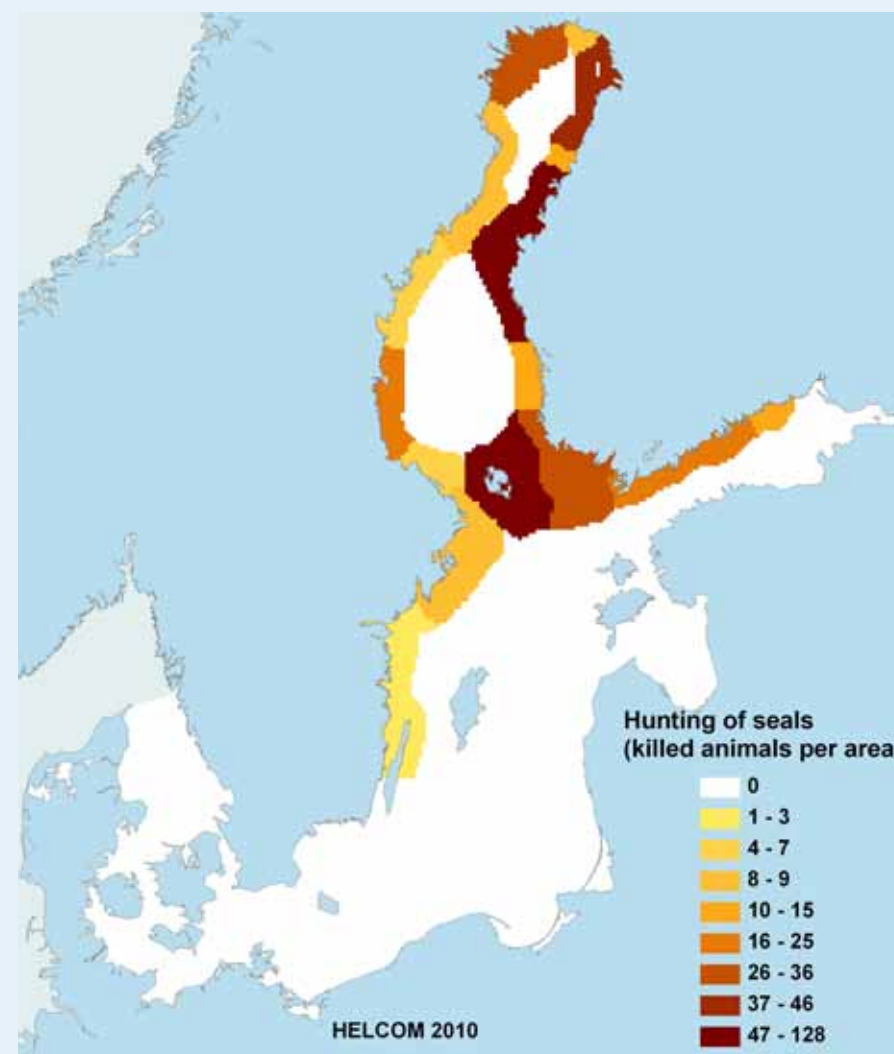 Hunting of seals
(killed animals per area
0
1 - 3
4 - 7
8 - 9
10 - 15
16 - 25
26 - 36
37 - 46
47 - 128
HELCOM 2010